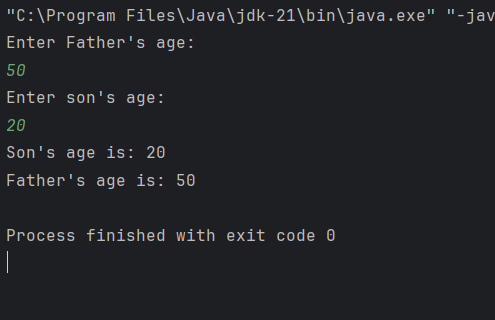 "C:\Program Files\Java\jdk-21\bin\java.exe" "-jav
Enter Father's age:
50
Enter son's age:
20
Son's age is: 20
Father's age is: 50
Process finished with exit code 0